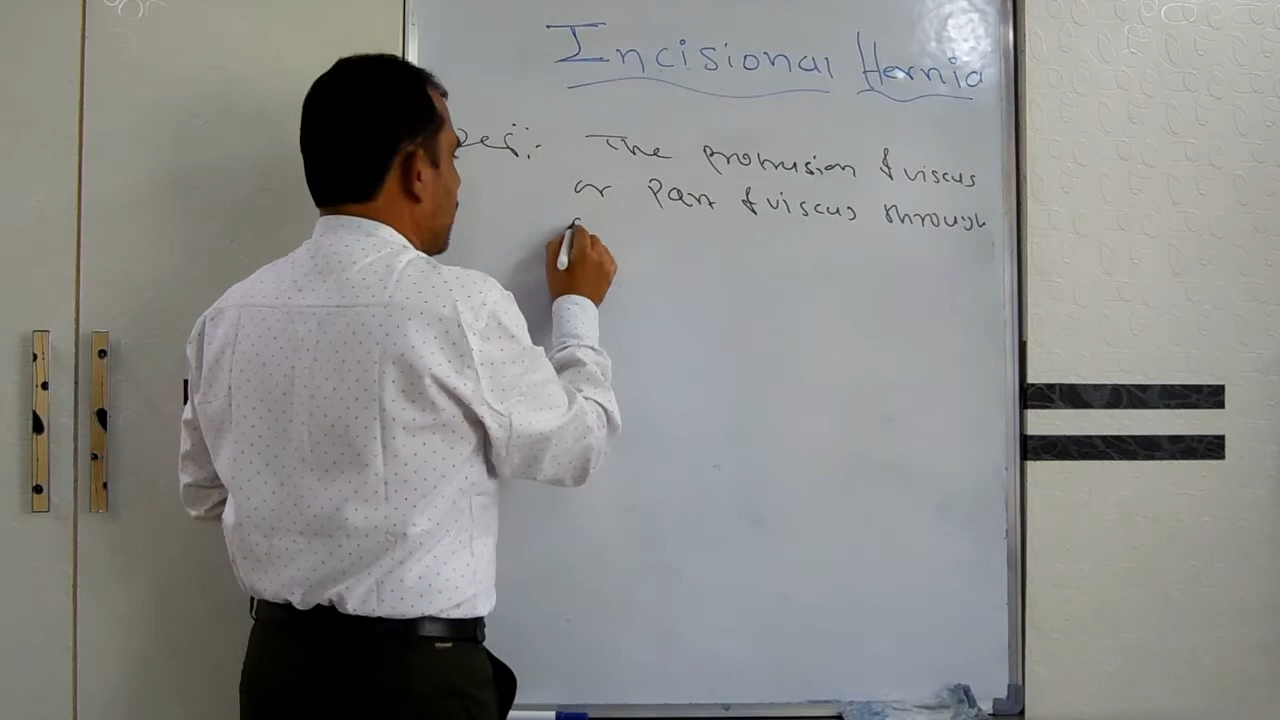 Incisional Hernia
Def:- The protrusion of viscus
or part of viscus through